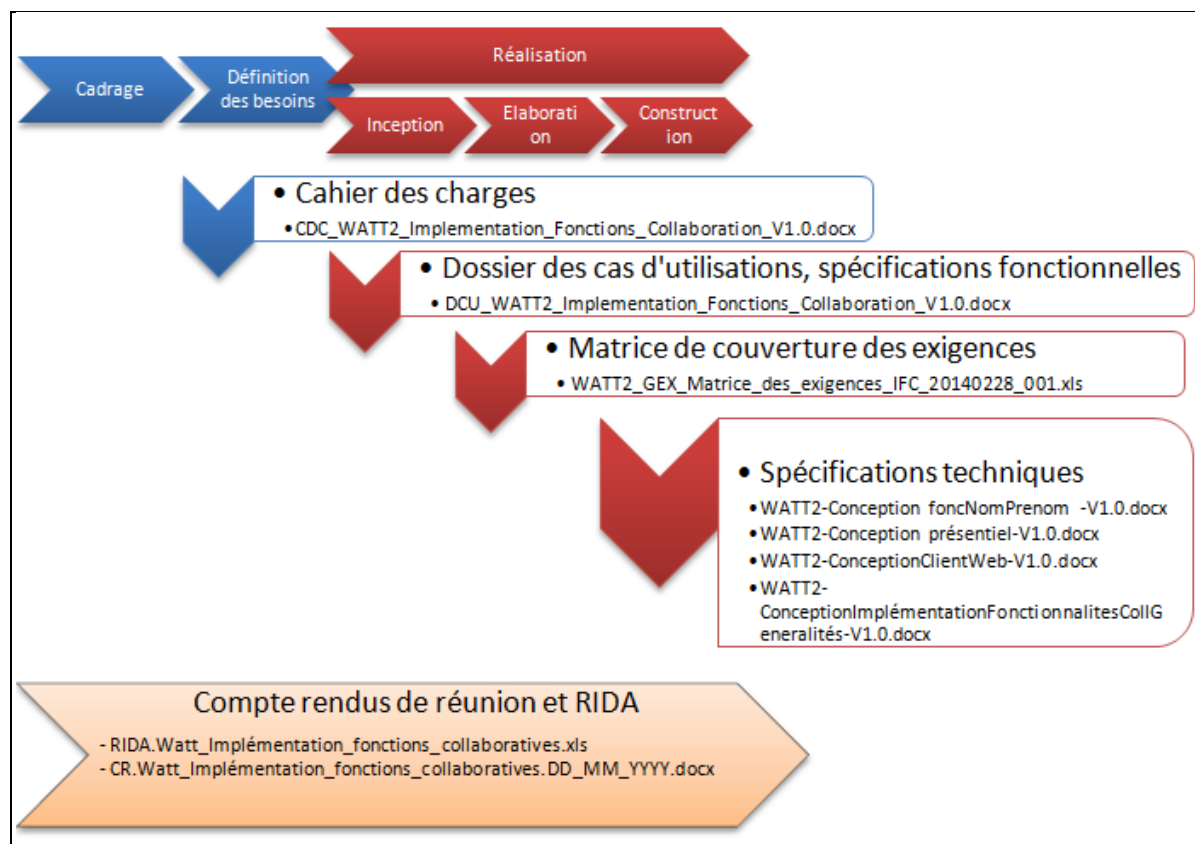 Réalisation
Cadrage
Définition
des besoins
Inception
Elaborati
on
Construct
ion
• Cahier des charges
•CDC_WATT2_Implementation_Fonctions_Collaboration_V1.0.docx
• Dossier des cas d'utilisations, spécifications fonctionnelles
• DCU_WATT2_Implementation_Fonctions_Collaboration_V1.0.docx
• Matrice de couverture des exigences
• WATT2_GEX_Matrice_des_exigences_IFC_20140228_001.xls
• Spécifications techniques
•WATT2-Conception foncNomPrenom -V1.0.docx
•WATT2-Conception présentiel-V1.0.docx
•WATT2-ConceptionClientWeb-V1.0.docx
•WATT2-
ConceptionImplémentationFonctionnalitesCollG
eneralités-V1.0.docx
Compte rendus de réunion et RIDA
- RIDA.Watt_Implémentation_fonctions_collaboratives.xls
- CR.Watt_Implémentation_fonctions_collaboratives.DD_MM_YYYY.docx